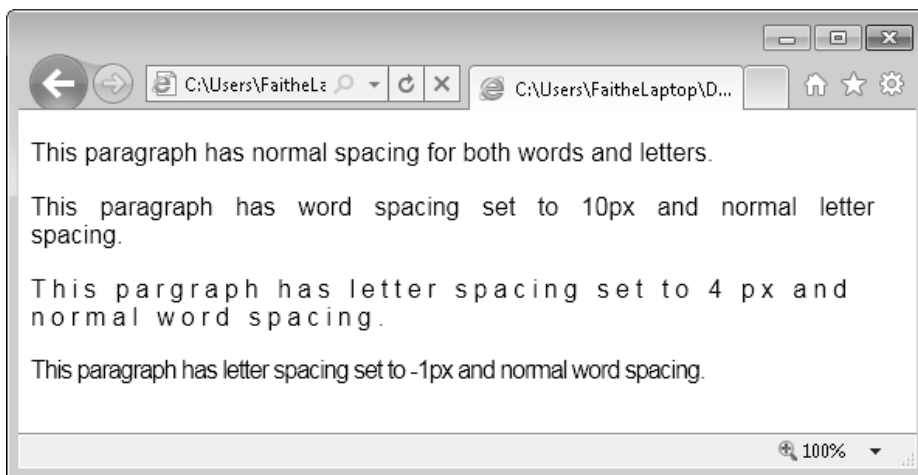 C:\Users\FaitheLa
C:\Users\FaitheLaptop\D...
This paragraph has normal spacing for both words and letters.
This paragraph has word spacing set to 10px and normal letter
spacing.
This pargraph has letter spacing set to 4 px and
normal word spacing.
This paragraph has letter spacing set to -1px and normal word spacing.
100%